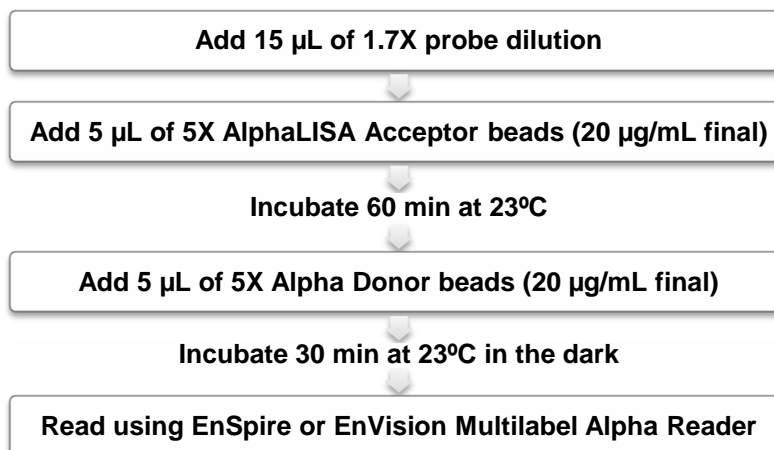 Add 15 µL of 1.7X probe dilution
Add 5 µL of 5X AlphaLISA Acceptor beads (20 µg/mL final)
Incubate 60 min at 23ºC
Add 5 µL of 5X Alpha Donor beads (20 µg/mL final)
Incubate 30 min at 23ºC in the dark
Read using EnSpire or EnVision Multilabel Alpha Reader